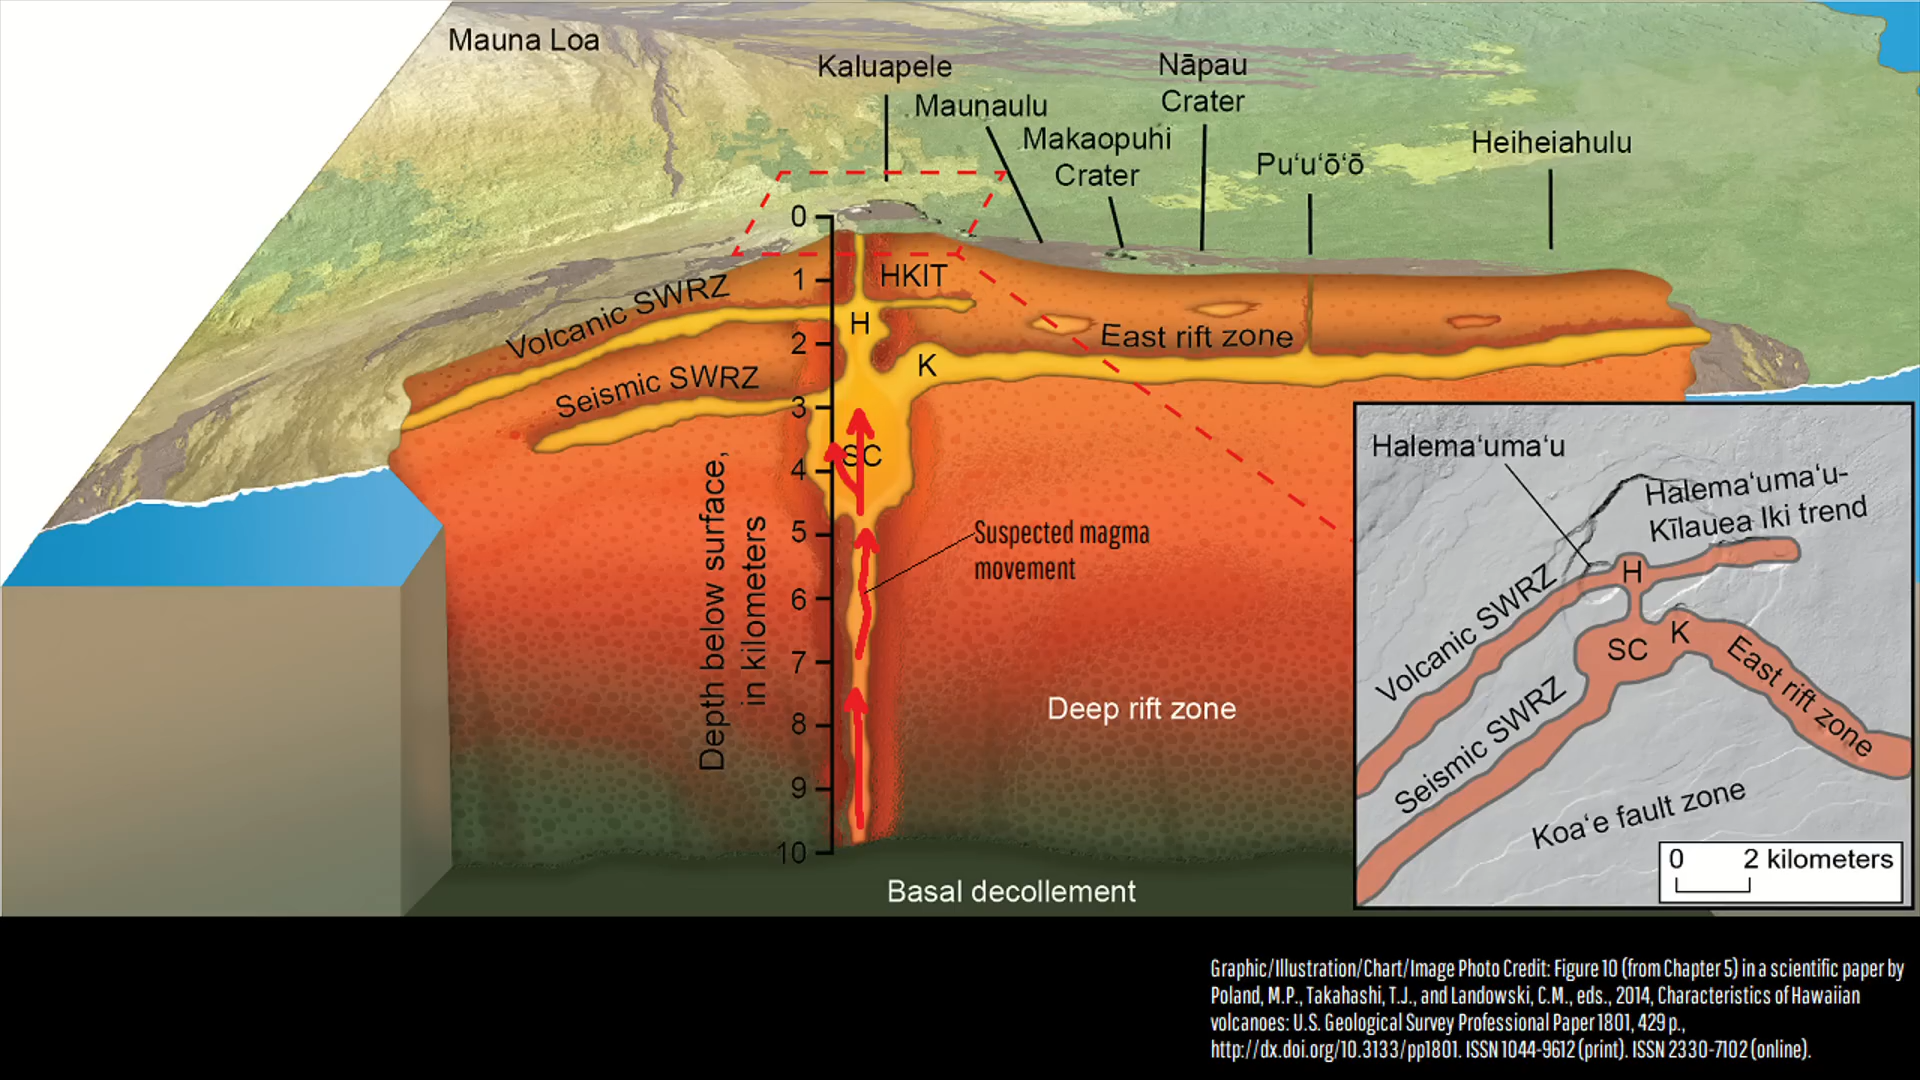 Mauna Loa
Kaluapele
Maunaulu
Makaopuhi
Crater
Nāpau
Crater
Puʻuʻōʻō
Heiheiahulu
0
1
2
3
4
5
6
7
8
9
10
Depth below surface,
in kilometers
HKIT
H
K
SC
Volcanic SWRZ
Seismic SWRZ
East rift zone
Suspected magma
movement
Deep rift zone
Basal decollement
Halemaʻumaʻu
Halemaʻumaʻu-
Kīlauea Iki trend
H
Volcanic SWRZ
SC
K
East rift zone
Seismic SWRZ
Koaʻe fault zone
0 2 kilometers
Graphic/Illustration/Chart/Image Photo Credit: Figure 10 (from Chapter 5) in a scientific paper by
Poland, M.P., Takahashi, T.J., and Landowski, C.M., eds., 2014, Characteristics of Hawaiian
volcanoes: U.S. Geological Survey Professional Paper 1801, 429 p.,
http://dx.doi.org/10.3133/pp1801. ISSN 1044-9612 (print). ISSN 2330-7102 (online).